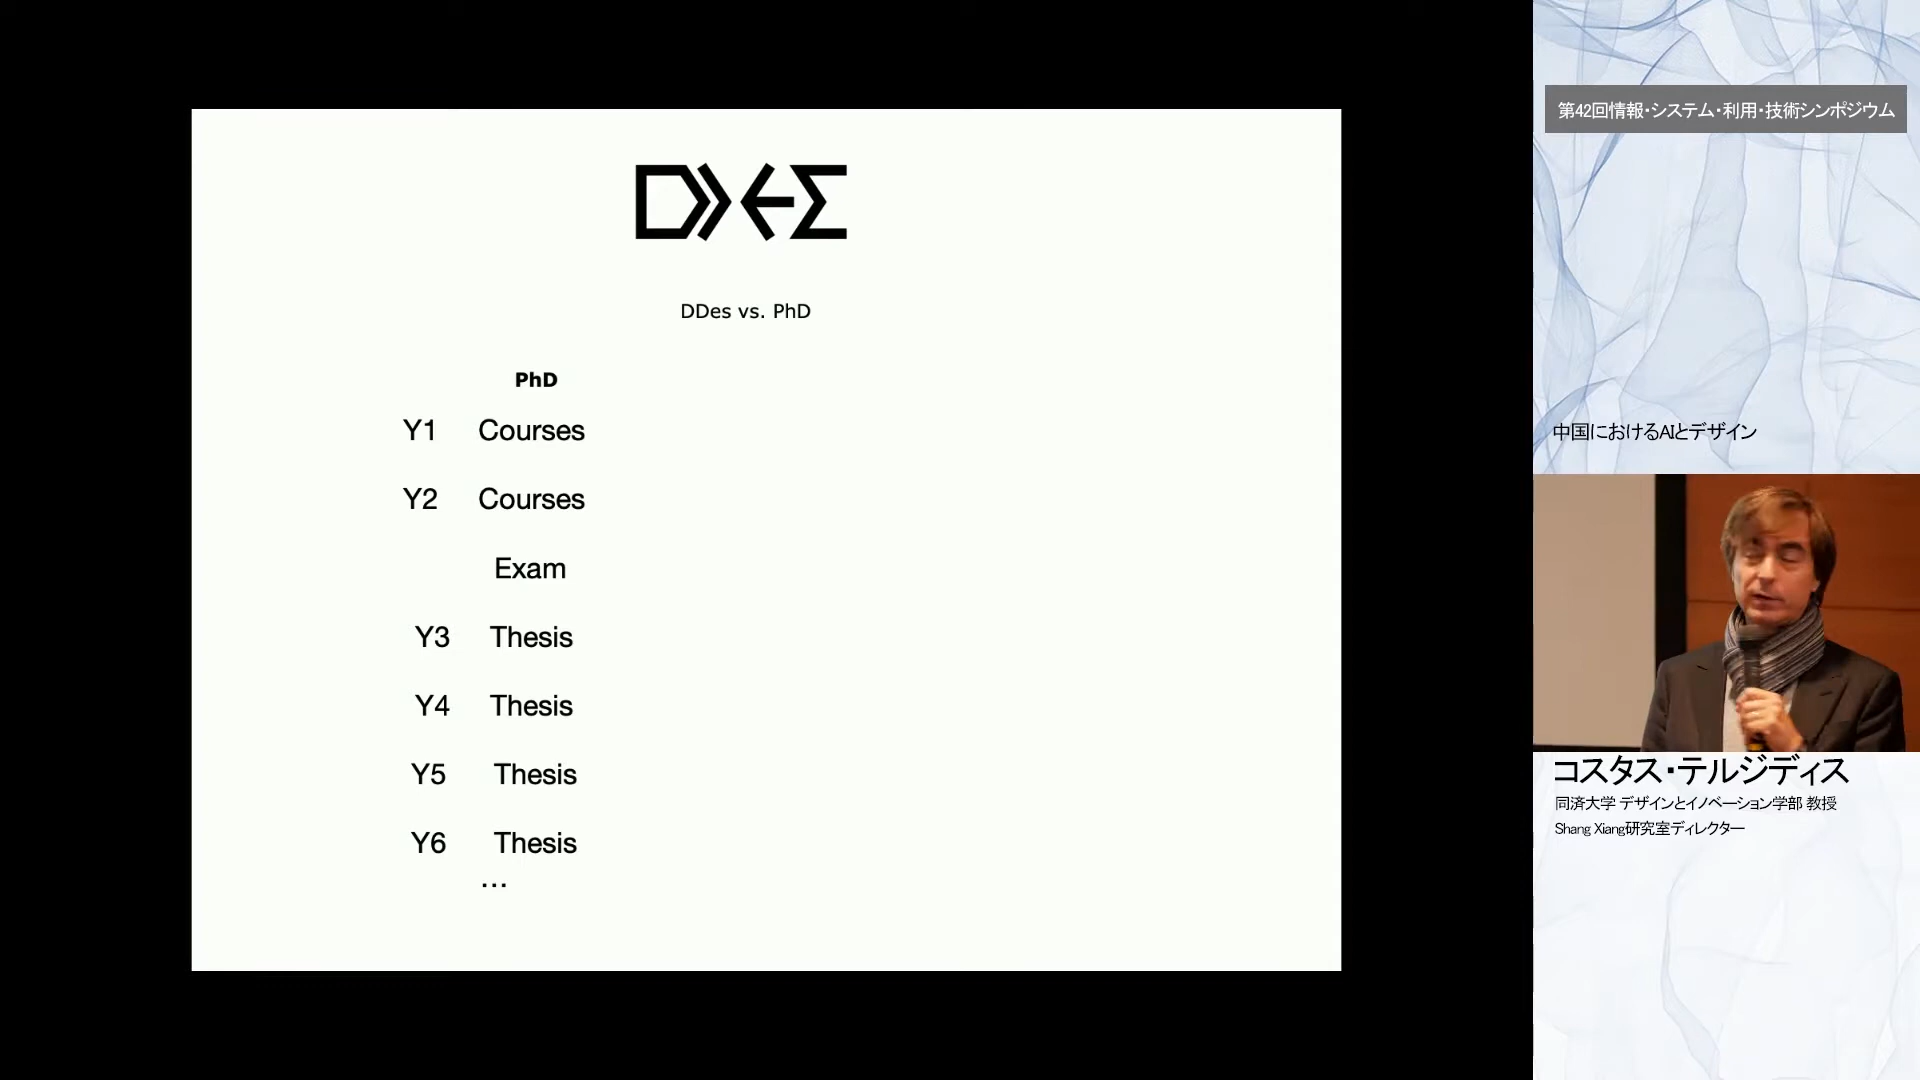 DDes vs. PhD
PhD
Y1 Courses
Y2 Courses
Exam
Y3 Thesis
Y4 Thesis
Y5 Thesis
Y6 Thesis
...
第42回情報・システム・利用・技術シンポジウム
中国におけるAIとデザイン
コスタス・テルジディス
同済大学 デザインとイノベーション学部 教授
Shang Xiang研究室ディレクター